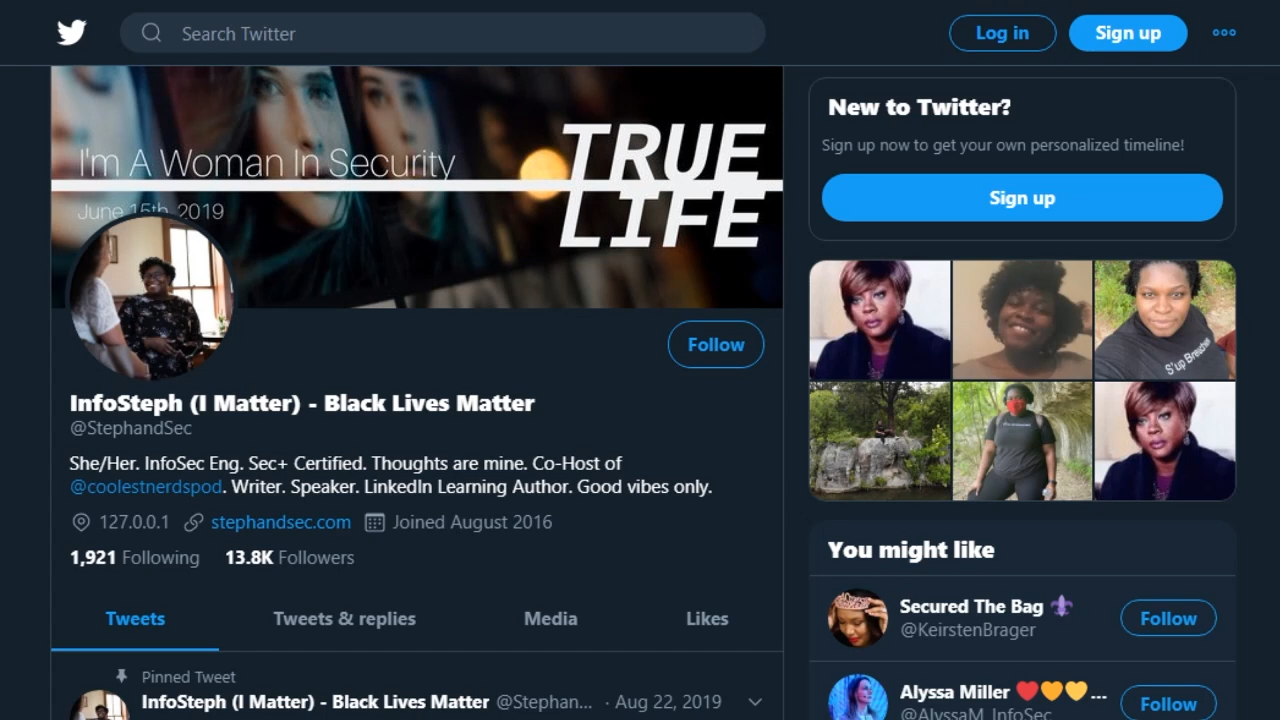 Search Twitter
Log in
Sign up
I'm A Woman In Security
June 15th, 2019
TRUE
LIFE
Follow
InfoSteph (I Matter) - Black Lives Matter
@StephandSec
She/Her. InfoSec Eng. Sec+ Certified. Thoughts are mine. Co-Host of
@coolestnerdspod. Writer. Speaker. LinkedIn Learning Author. Good vibes only.
127.0.0.1 stephandsec.com Joined August 2016
1,921 Following 13.8K Followers
Tweets Tweets & replies Media Likes
Pinned Tweet
InfoSteph (I Matter) - Black Lives Matter @Stephan... · Aug 22, 2019
New to Twitter?
Sign up now to get your own personalized timeline!
Sign up
S'up
You might like
Secured The Bag
@KeirstenBrager
Follow
Alyssa Miller ...
@AlyssaM_InfoSec
Follow